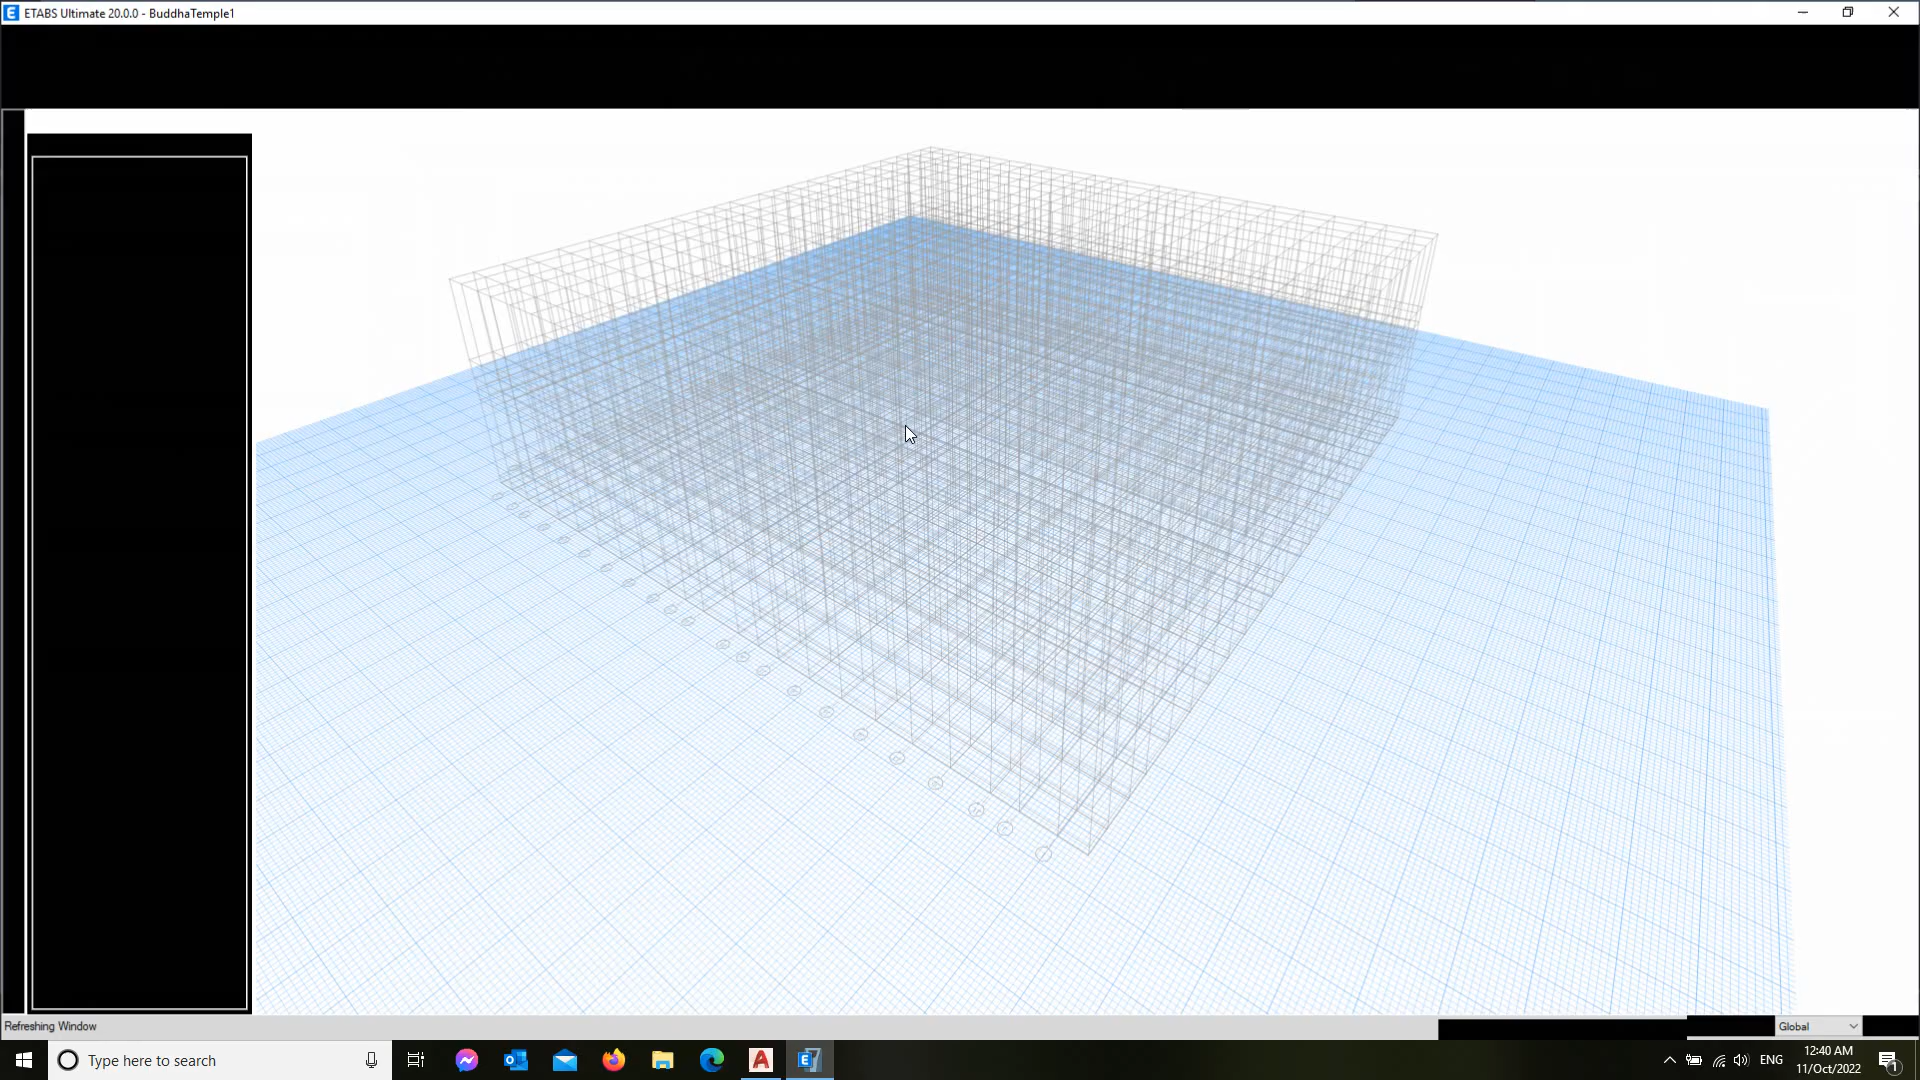 ETABS Ultimate 20.0.0 - BuddhaTemple1
Refreshing Window
Global
Type here to search
ENG
12:40 AM
11/Oct/2022
1